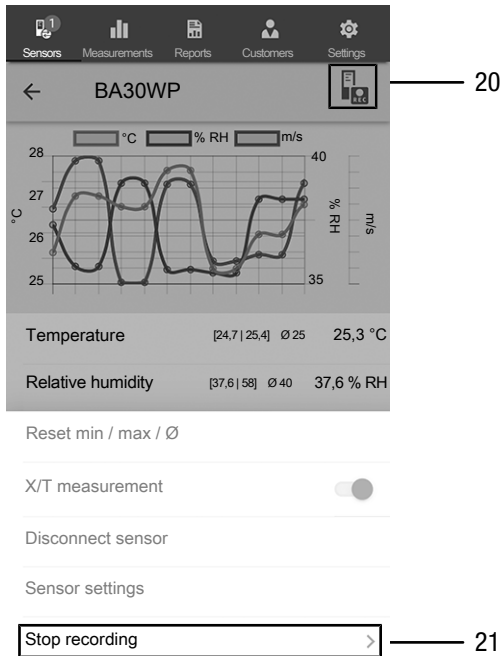 1
Sensors Measurements Reports Customers Settings
BA30WP
REC
20
°C % RH m/s
28 40
27
26
25 35
°C
% RH
m/s
Temperature [24,7 | 25,4] Ø 25 25,3 °C
Relative humidity [37,6 | 58] Ø 40 37,6 % RH
Reset min / max / Ø
X/T measurement
Disconnect sensor
Sensor settings
Stop recording
21